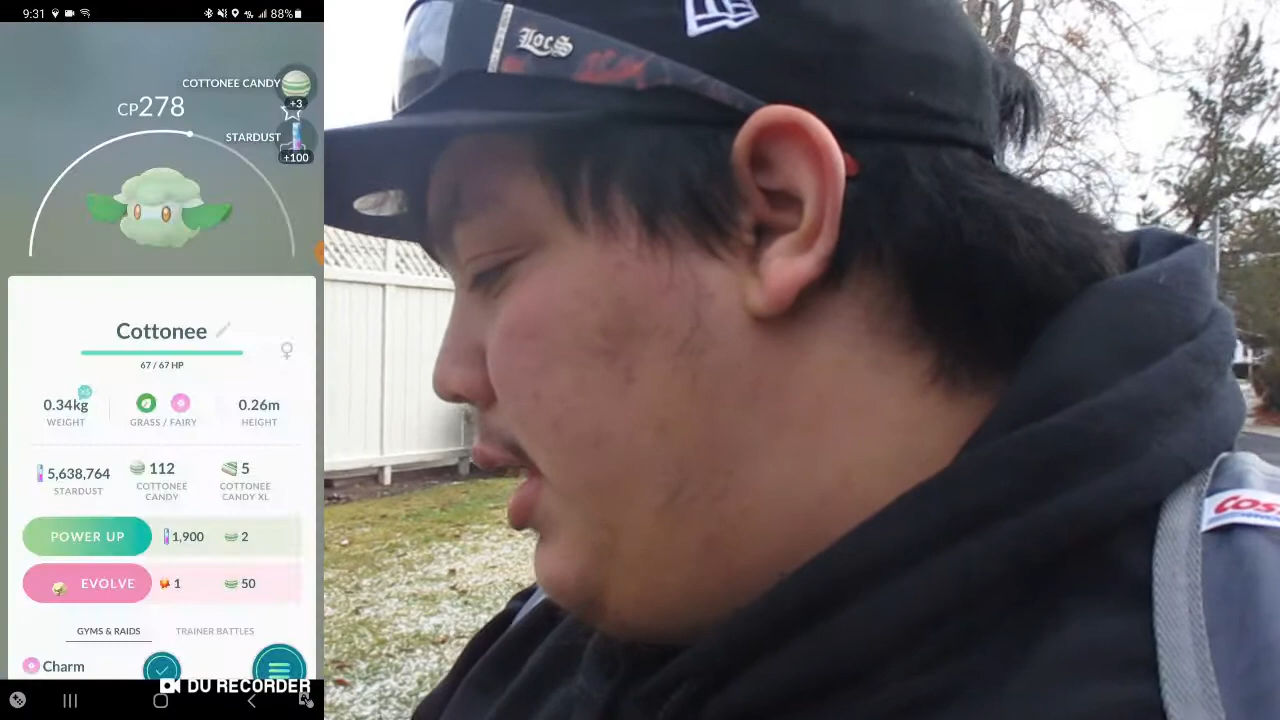 9:31
88%
COTTONEE CANDY
+3
CP278
STARDUST
+100
Cottonee
67 / 67 HP
XS
0.34kg
WEIGHT
GRASS / FAIRY
0.26m
HEIGHT
5,638,764
STARDUST
112
COTTONEE
CANDY
5
COTTONEE
CANDY XL
POWER UP
1,900
2
EVOLVE
1
50
GYMS & RAIDS
TRAINER BATTLES
Charm
DU RECORDER
LOCS